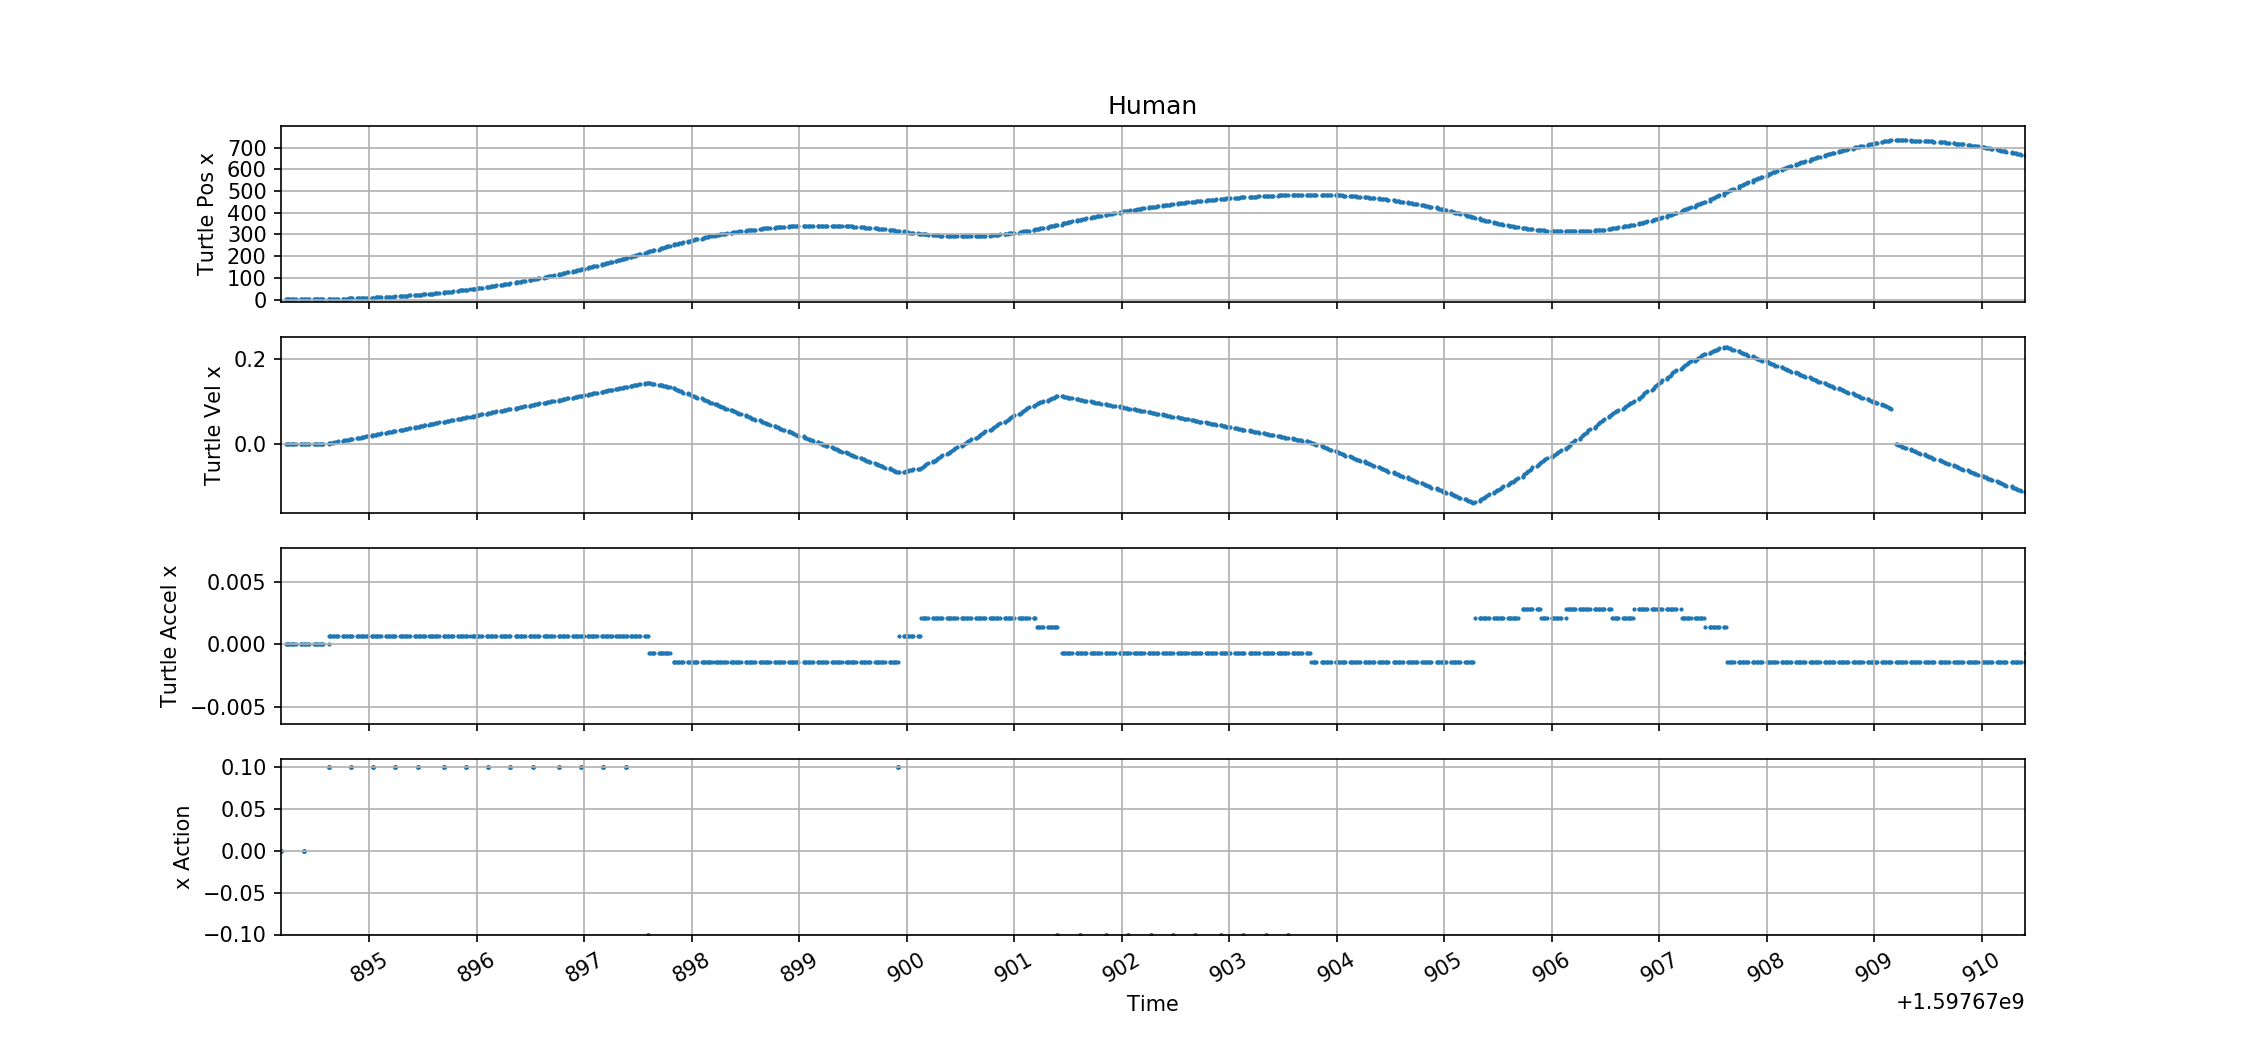 Human
Turtle Pos x
700
600
500
400
300
200
100
0
Turtle Vel x
0.2
0.0
Turtle Accel x
0.005
0.000
−0.005
x Action
0.10
0.05
0.00
−0.05
−0.10
895 896 897 898 899 900 901 902 903 904 905 906 907 908 909 910
Time
+1.59767e9